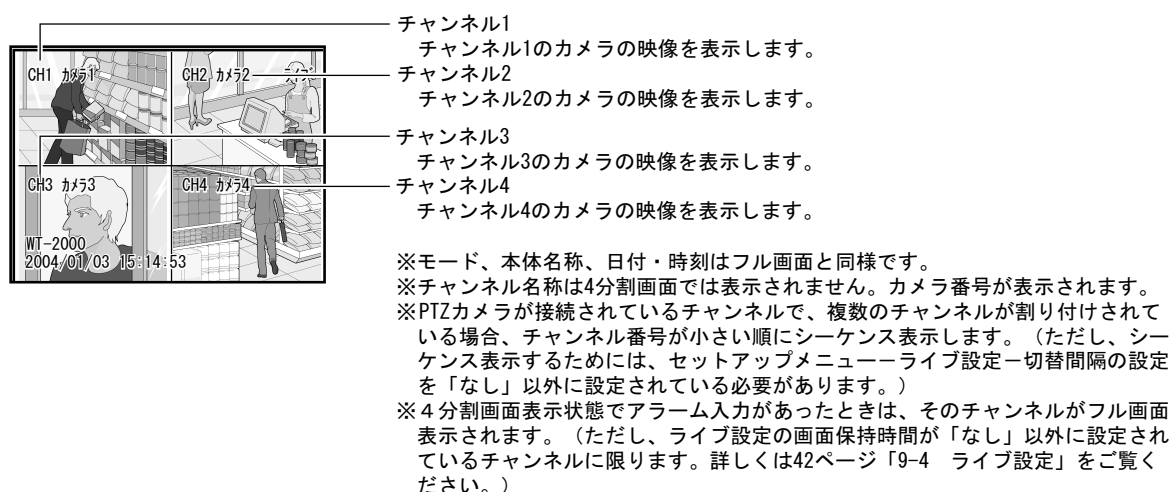 チャンネル1
チャンネル1のカメラの映像を表示します。
チャンネル2
チャンネル2のカメラの映像を表示します。
チャンネル3
チャンネル3のカメラの映像を表示します。
チャンネル4
チャンネル4のカメラの映像を表示します。
CH1 カメラ1
CH2 カメラ2
ライブ
CH3 カメラ3
CH4 カメラ4
WT-2000
2004/01/03 15:14:53
※モード、本体名称、日付・時刻はフル画面と同様です。
※チャンネル名称は4分割画面では表示されません。カメラ番号が表示されます。
※PTZカメラが接続されているチャンネルで、複数のチャンネルが割り付けされて
いる場合、チャンネル番号が小さい順にシーケンス表示します。（ただし、シー
ケンス表示するためには、セットアップメニューーライブ設定ー切替間隔の設定
を「なし」以外に設定されている必要があります。）
※４分割画面表示状態でアラーム入力があったときは、そのチャンネルがフル画面
表示されます。（ただし、ライブ設定の画面保持時間が「なし」以外に設定され
ているチャンネルに限ります。詳しくは42ページ「9-4　ライブ設定」をご覧く
ださい。）